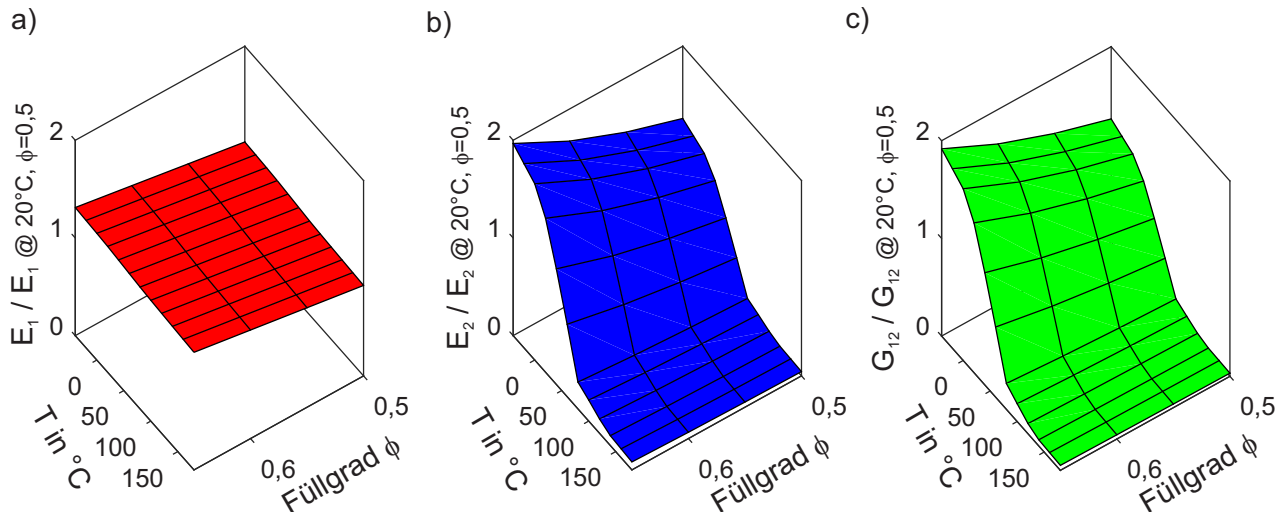 a)
E₁ / E₁ @ 20°C, ϕ=0,5
2
1
0
0
50
100
150
T in °C
0,6
0,5
Füllgrad ϕ
b)
E₂ / E₂ @ 20°C, ϕ=0,5
2
1
0
0
50
100
150
T in °C
0,6
0,5
Füllgrad ϕ
c)
G₁₂ / G₁₂ @ 20°C, ϕ=0,5
2
1
0
0
50
100
150
T in °C
0,6
0,5
Füllgrad ϕ